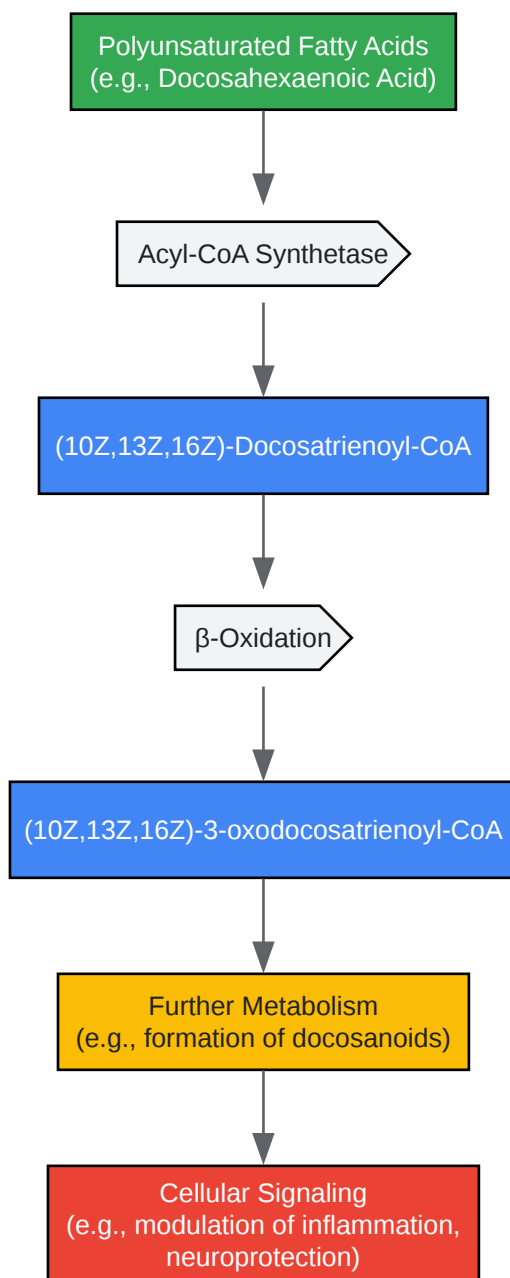 Polyunsaturated Fatty Acids
(e.g., Docosahexaenoic Acid)
Acyl-CoA Synthetase
(10Z,13Z,16Z)-Docosatrienoyl-CoA
β-Oxidation
(10Z,13Z,16Z)-3-oxodocosatrienoyl-CoA
Further Metabolism
(e.g., formation of docosanoids)
Cellular Signaling
(e.g., modulation of inflammation,
neuroprotection)